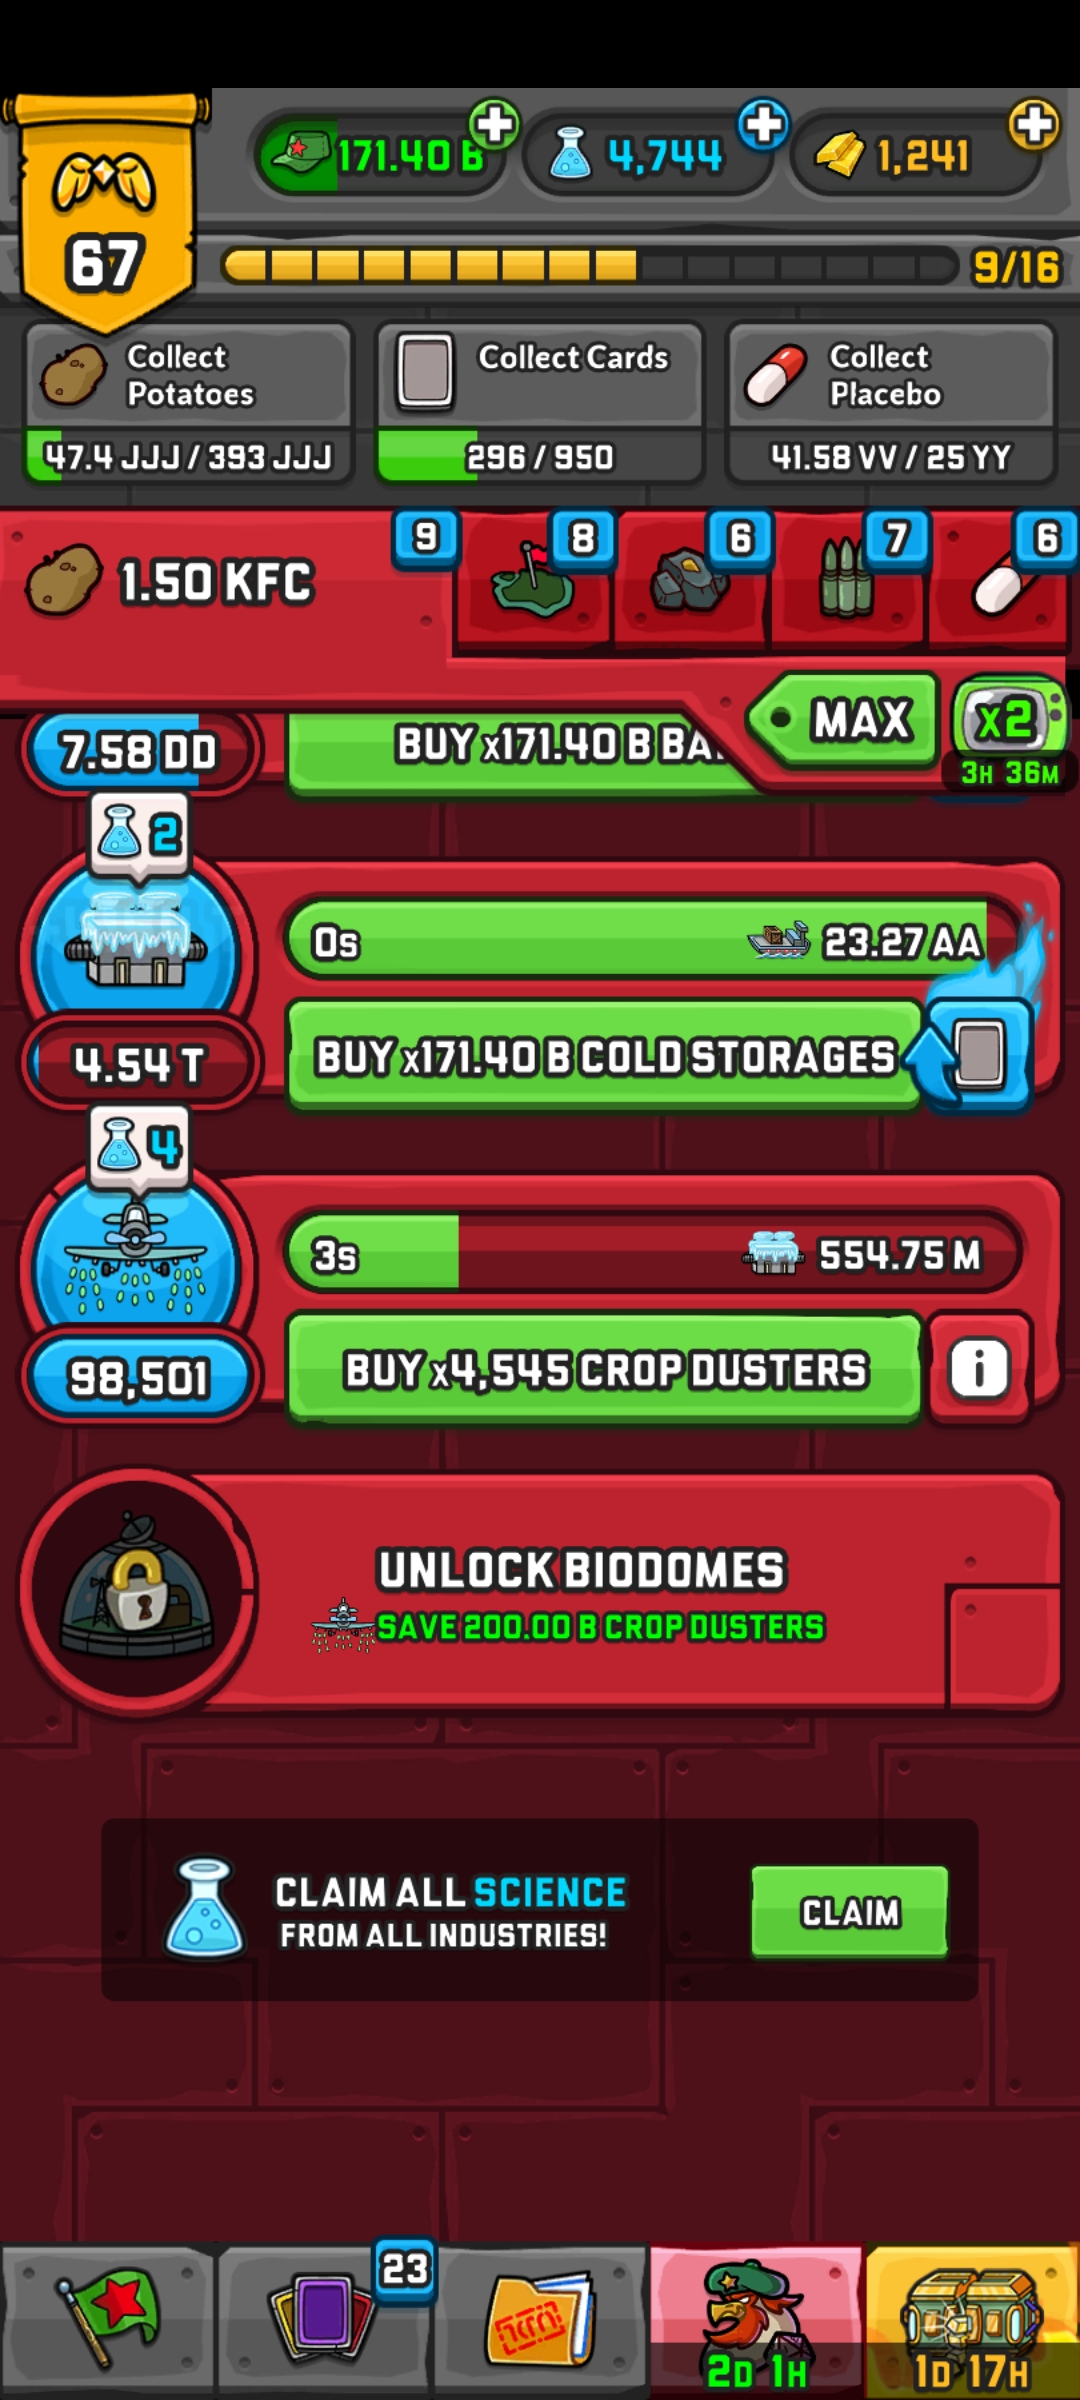 171.40 B
4,744
1,241
67
9/16
Collect
Potatoes
47.4 JJJ / 393 JJJ
Collect Cards
296 / 950
Collect
Placebo
41.58 VV / 25 YY
1.50 KFC
9
8
6
7
6
MAX
x2
3H 36M
7.58 DD
BUY x171.40 B BA
2
0s
23.27 AA
4.54 T
BUY x171.40 B COLD STORAGES
4
3s
554.75 M
98,501
BUY x4,545 CROP DUSTERS
i
UNLOCK BIODOMES
SAVE 200.00 B CROP DUSTERS
CLAIM ALL SCIENCE
FROM ALL INDUSTRIES!
CLAIM
23
2D 1H
1D 17H